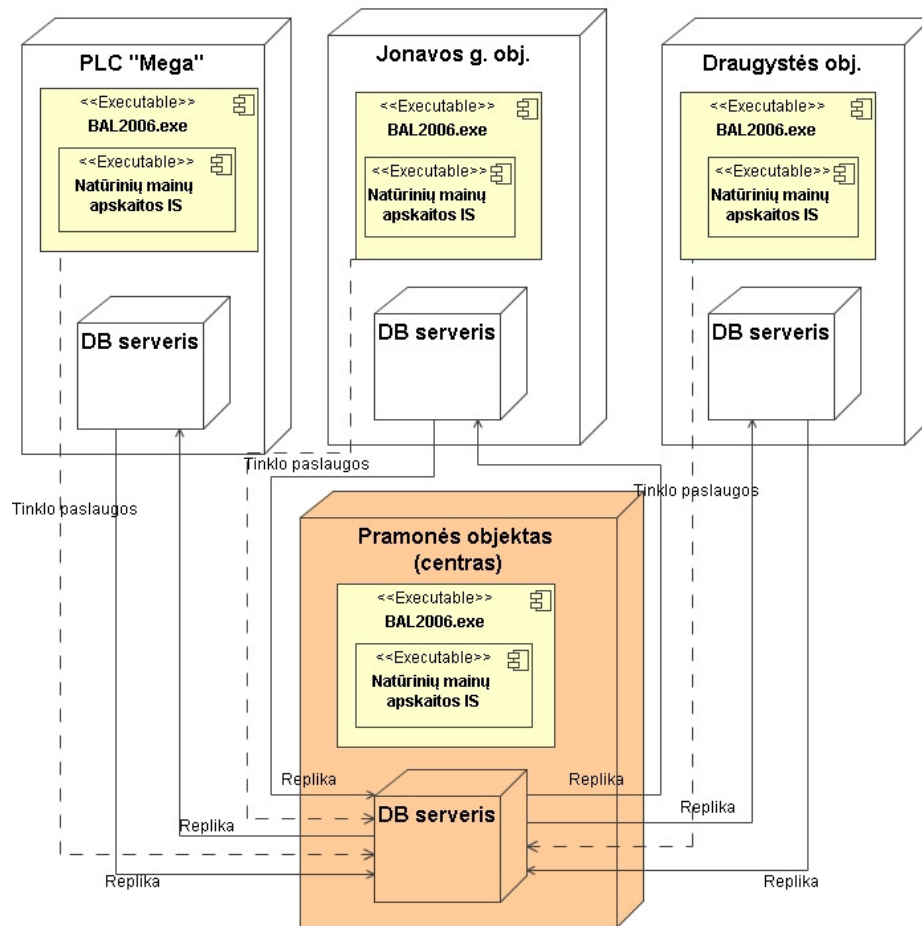 PLC "Mega"
<<Executable>>
BAL2006.exe
<<Executable>>
Natūrinių mainų
apskaitos IS
DB serveris
Jonavos g. obj.
<<Executable>>
BAL2006.exe
<<Executable>>
Natūrinių mainų
apskaitos IS
DB serveris
Draugystės obj.
<<Executable>>
BAL2006.exe
<<Executable>>
Natūrinių mainų
apskaitos IS
DB serveris
Tinklo paslaugos
Tinklo paslaugos
Tinklo paslaugos
Pramonės objektas
(centras)
<<Executable>>
BAL2006.exe
<<Executable>>
Natūrinių mainų
apskaitos IS
DB serveris
Replika
Replika
Replika
Replika
Replika
Replika